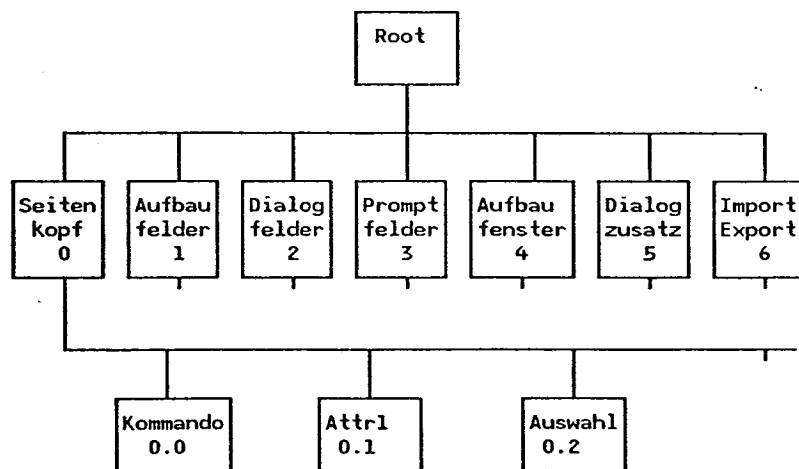 Root
Seiten
kopf
0
Aufbau
felder
1
Dialog
felder
2
Prompt
felder
3
Aufbau
fenster
4
Dialog
zusatz
5
Import
Export
6
Kommando
0.0
Attrl
0.1
Auswahl
0.2